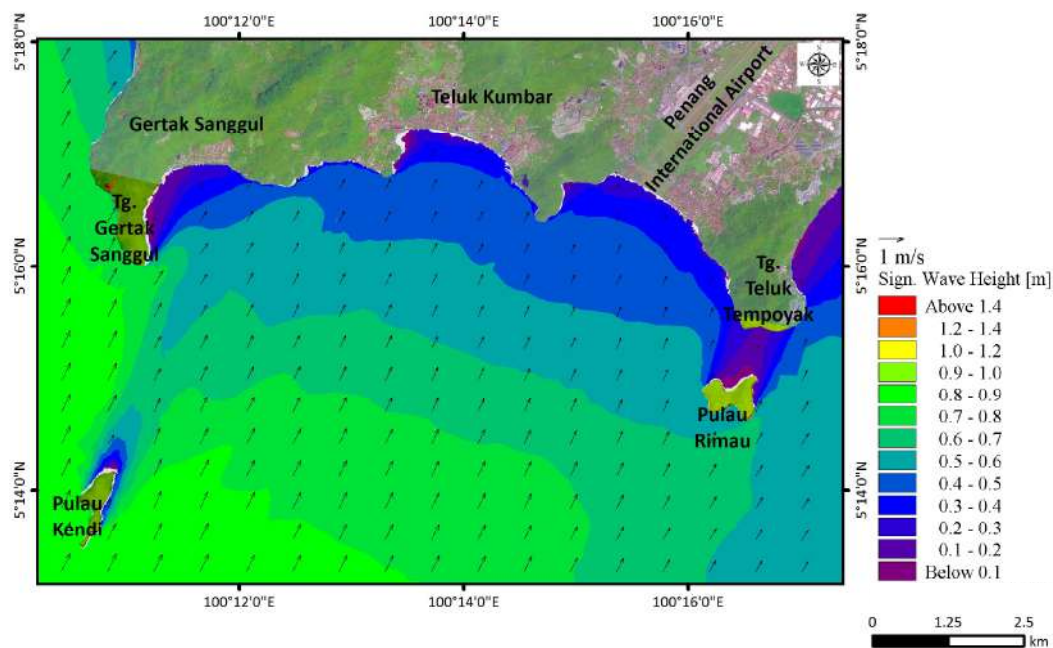 100°12'0"E
100°14'0"E
100°16'0"E
5°18'0"N
5°18'0"N
Teluk Kumbar
Gertak Sanggul
Penang
International Airport
Tg.
Gertak
Sanggul
5°16'0"N
5°16'0"N
Tg.
Teluk
Tempoyak
Pulau
Rimau
5°14'0"N
5°14'0"N
Pulau
Kendi
100°12'0"E
100°14'0"E
100°16'0"E
1 m/s
Sign. Wave Height [m]
Above 1.4
1.2 - 1.4
1.0 - 1.2
0.9 - 1.0
0.8 - 0.9
0.7 - 0.8
0.6 - 0.7
0.5 - 0.6
0.4 - 0.5
0.3 - 0.4
0.2 - 0.3
0.1 - 0.2
Below 0.1
0 1.25 2.5
km